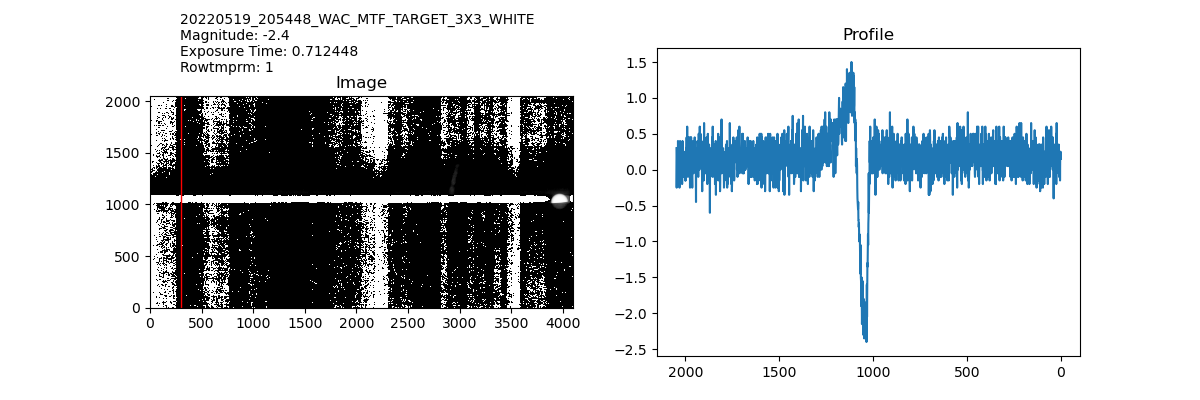 20220519_205448_WAC_MTF_TARGET_3X3_WHITE
Magnitude: -2.4
Exposure Time: 0.712448
Rowtmprm: 1
Image
2000
1500
1000
500
0
0 500 1000 1500 2000 2500 3000 3500 4000
Profile
1.5
1.0
0.5
0.0
−0.5
−1.0
−1.5
−2.0
−2.5
2000 1500 1000 500 0